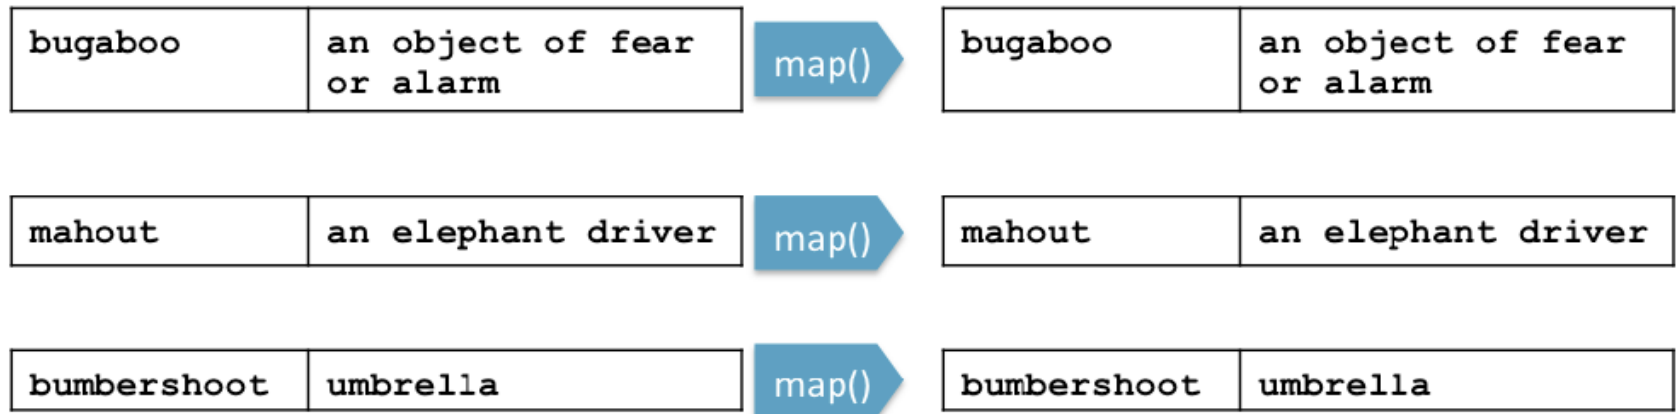 bugaboo
an object of fear
or alarm
map()
bugaboo
an object of fear
or alarm
mahout
an elephant driver
map()
mahout
an elephant driver
bumbershoot
umbrella
map()
bumbershoot
umbrella